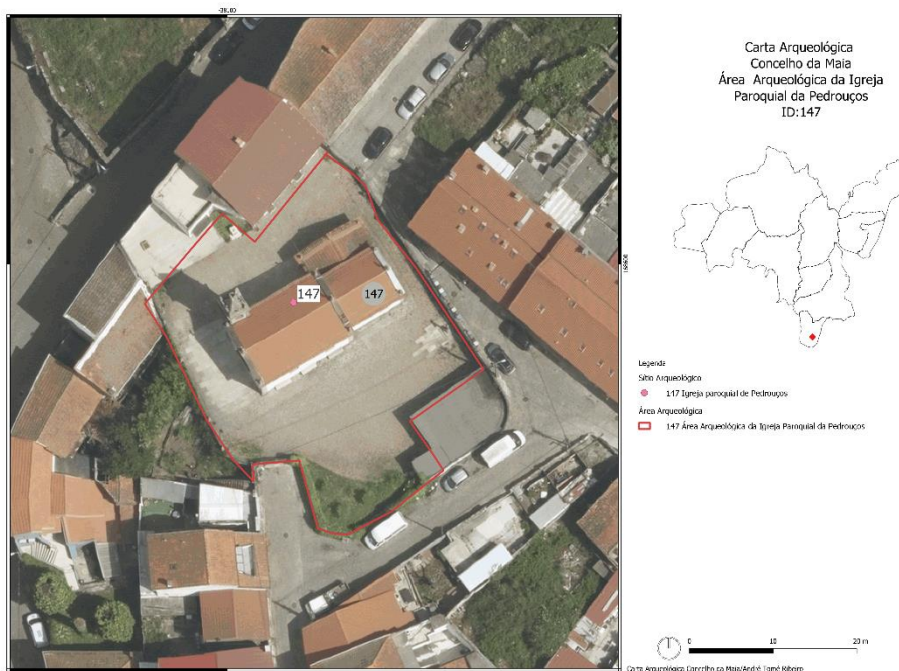 -38100
Carta Arqueológica
Concelho da Maia
Área Arqueológica da Igreja
Paroquial da Pedrouços
ID:147
147
147
Legenda
Sítio Arqueológico
147 Igreja paroquial de Pedrouços
Área Arqueológica
147 Área Arqueológica da Igreja Paroquial da Pedrouços
0
10
20 m
Carta Arqueológica Concelho da Maia/André Tomé Ribeiro